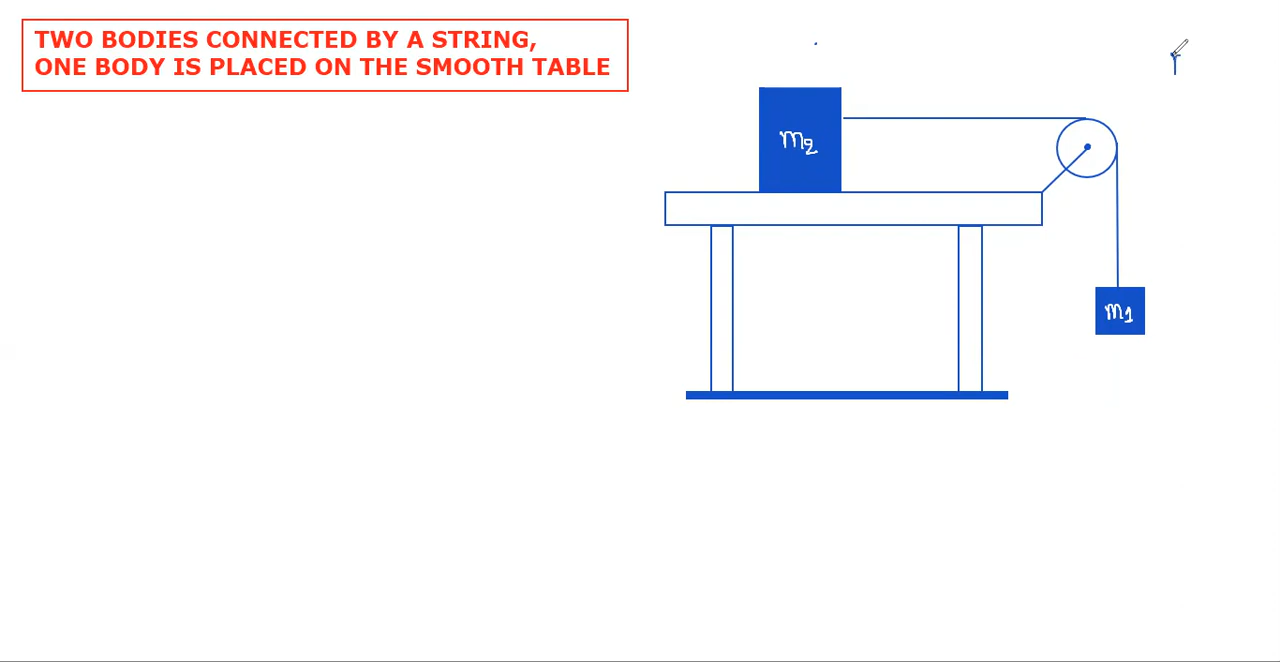 TWO BODIES CONNECTED BY A STRING,
ONE BODY IS PLACED ON THE SMOOTH TABLE
m2
m1